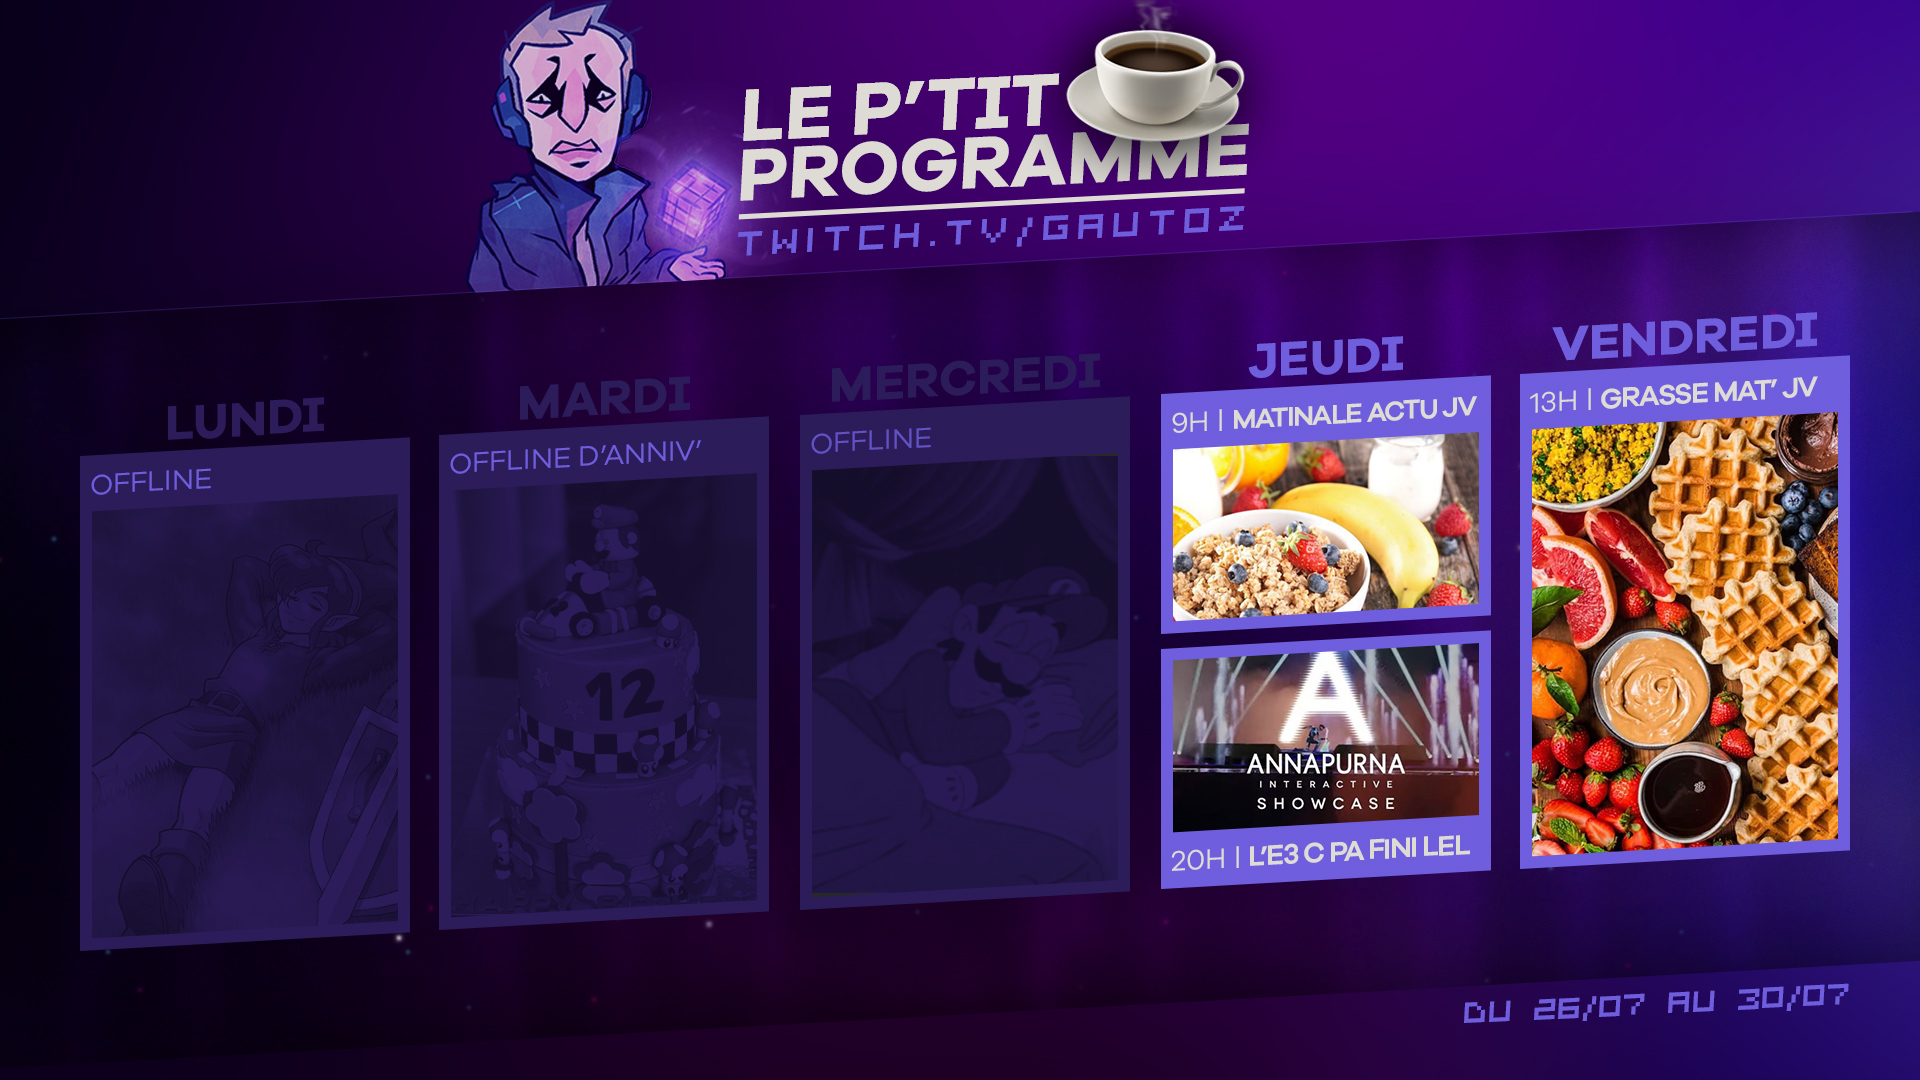 LE P'TIT
PROGRAMME
TWITCH.TV/GAUTOZ
LUNDI
OFFLINE
MARDI
OFFLINE D'ANNIV'
12
MERCREDI
OFFLINE
JEUDI
9H | MATINALE ACTU JV
A
ANNAPURNA
INTERACTIVE
SHOWCASE
20H | L'E3 C PA FINI LEL
VENDREDI
13H | GRASSE MAT' JV
DU 26/07 AU 30/07